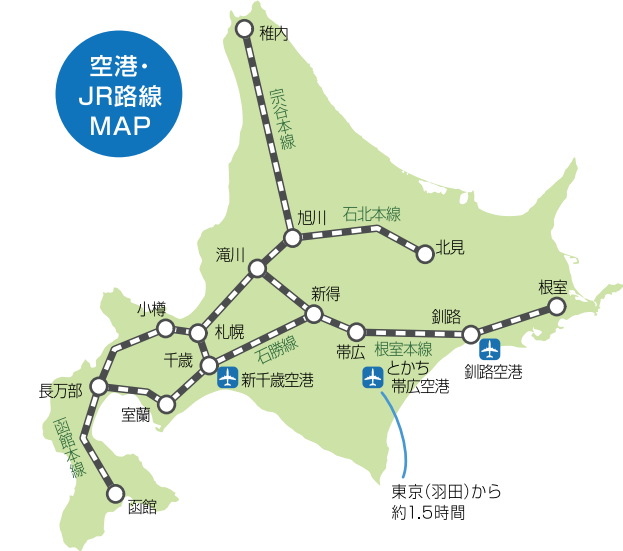 空港・
JR路線
MAP
稚内
宗谷本線
旭川
石北本線
北見
滝川
新得
根室
小樽
札幌
釧路
石勝線
帯広
根室本線
千歳
とかち
帯広空港
釧路空港
新千歳空港
長万部
室蘭
函館本線
函館
東京(羽田)から
約1.5時間